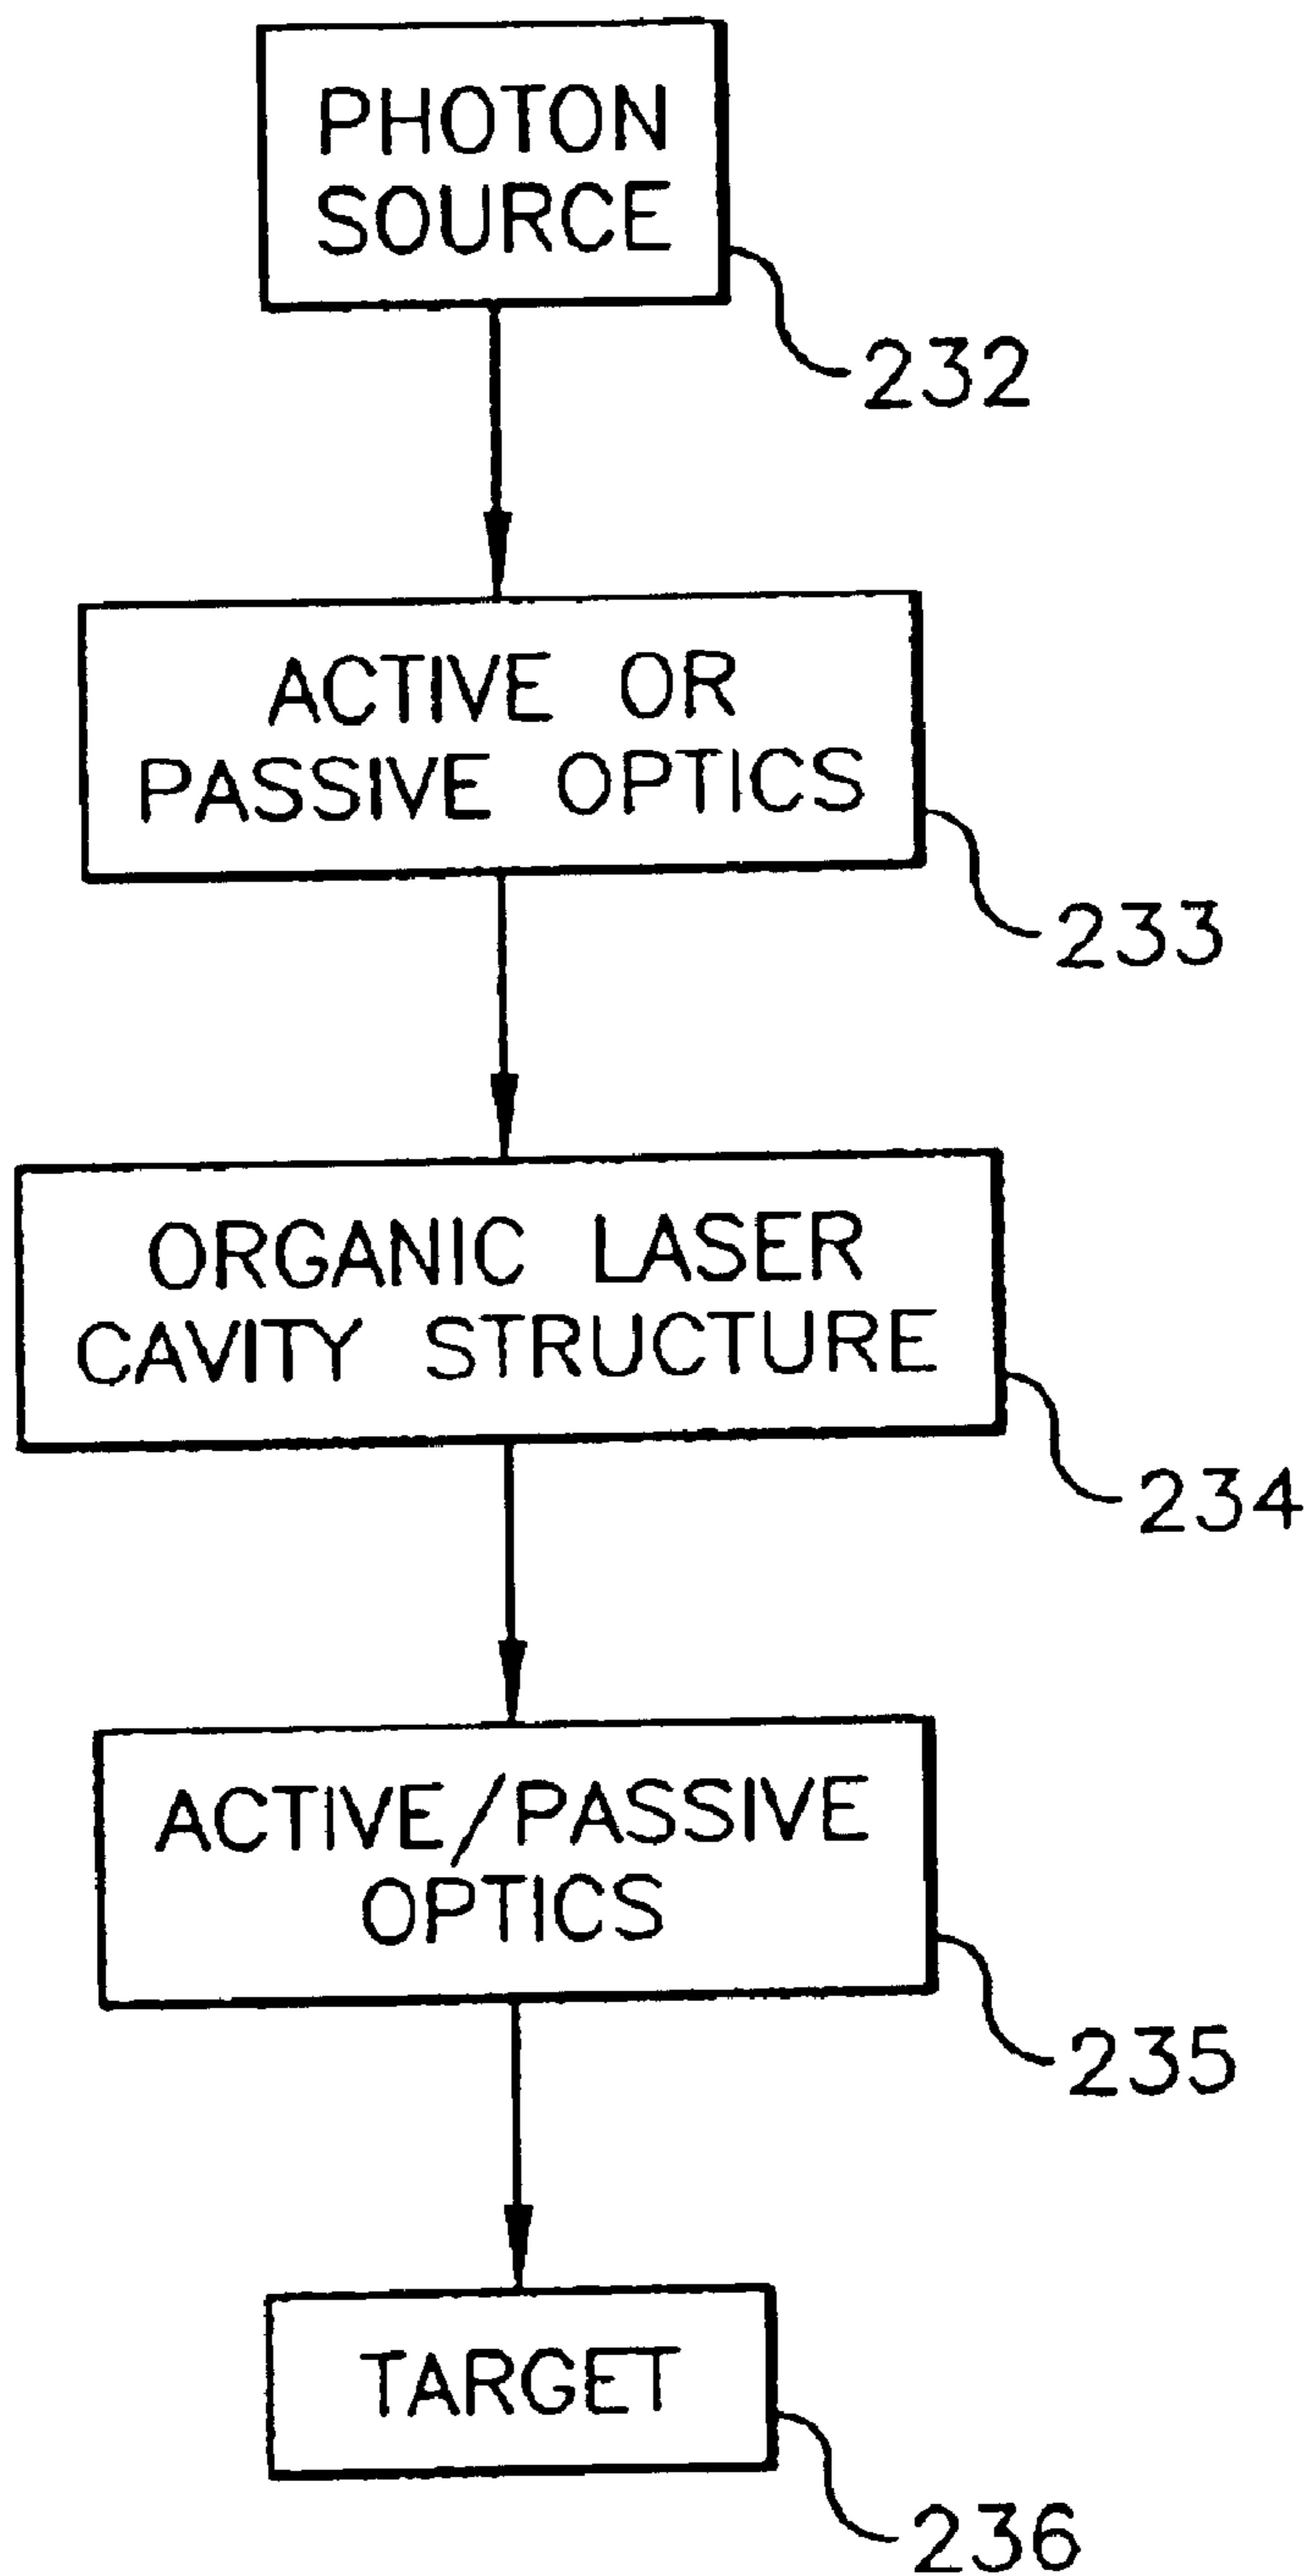 PHOTON
SOURCE
232
ACTIVE OR
PASSIVE OPTICS
233
ORGANIC LASER
CAVITY STRUCTURE
234
ACTIVE/PASSIVE
OPTICS
235
TARGET
236